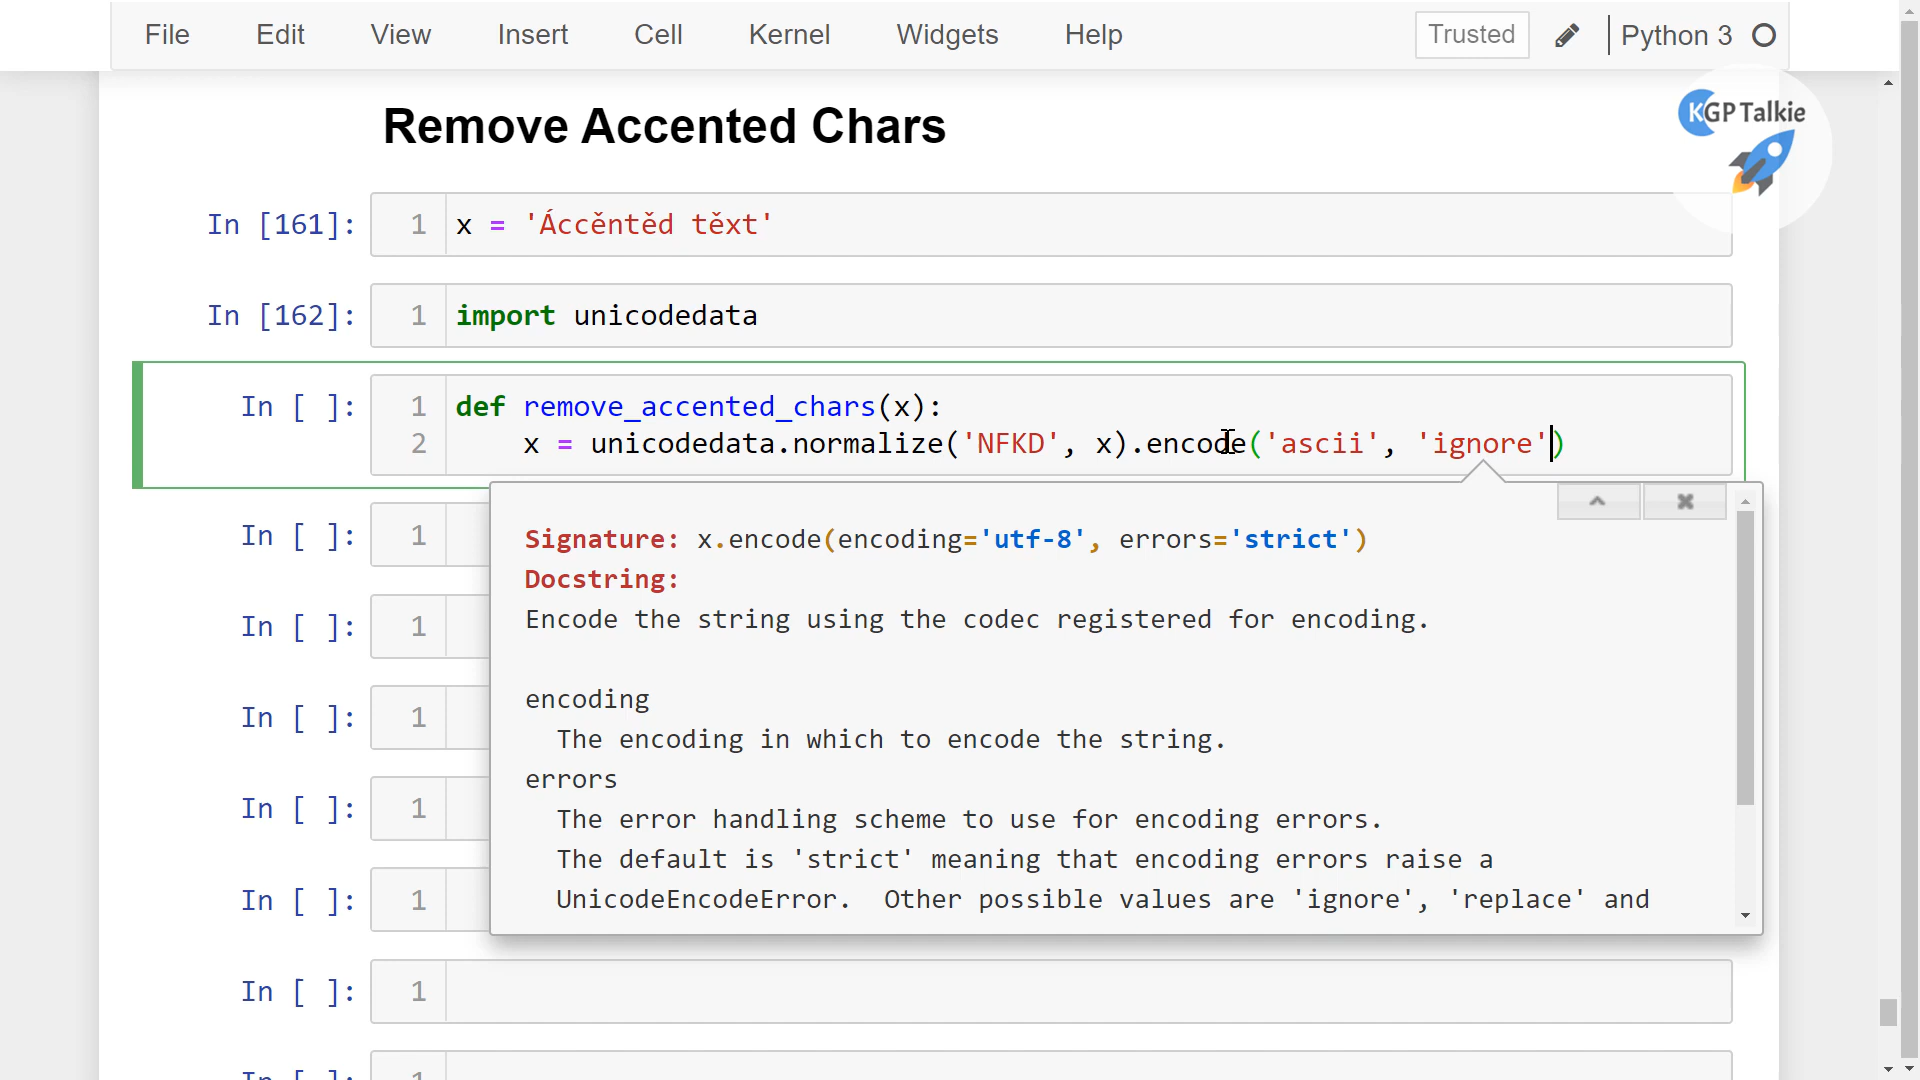 File Edit View Insert Cell Kernel Widgets Help Trusted Python 3
KGPTalkie
Remove Accented Chars
In [161]: 1 x = 'Áccěntěd těxt'
In [162]: 1 import unicodedata
In [ ]: 1 def remove_accented_chars(x):
2 x = unicodedata.normalize('NFKD', x).encode('ascii', 'ignore')
In [ ]: 1
Signature: x.encode(encoding='utf-8', errors='strict')
Docstring:
Encode the string using the codec registered for encoding.
In [ ]: 1
encoding
In [ ]: 1
The encoding in which to encode the string.
errors
In [ ]: 1
The error handling scheme to use for encoding errors.
The default is 'strict' meaning that encoding errors raise a
In [ ]: 1
UnicodeEncodeError. Other possible values are 'ignore', 'replace' and
In [ ]: 1
In [ ]: 1